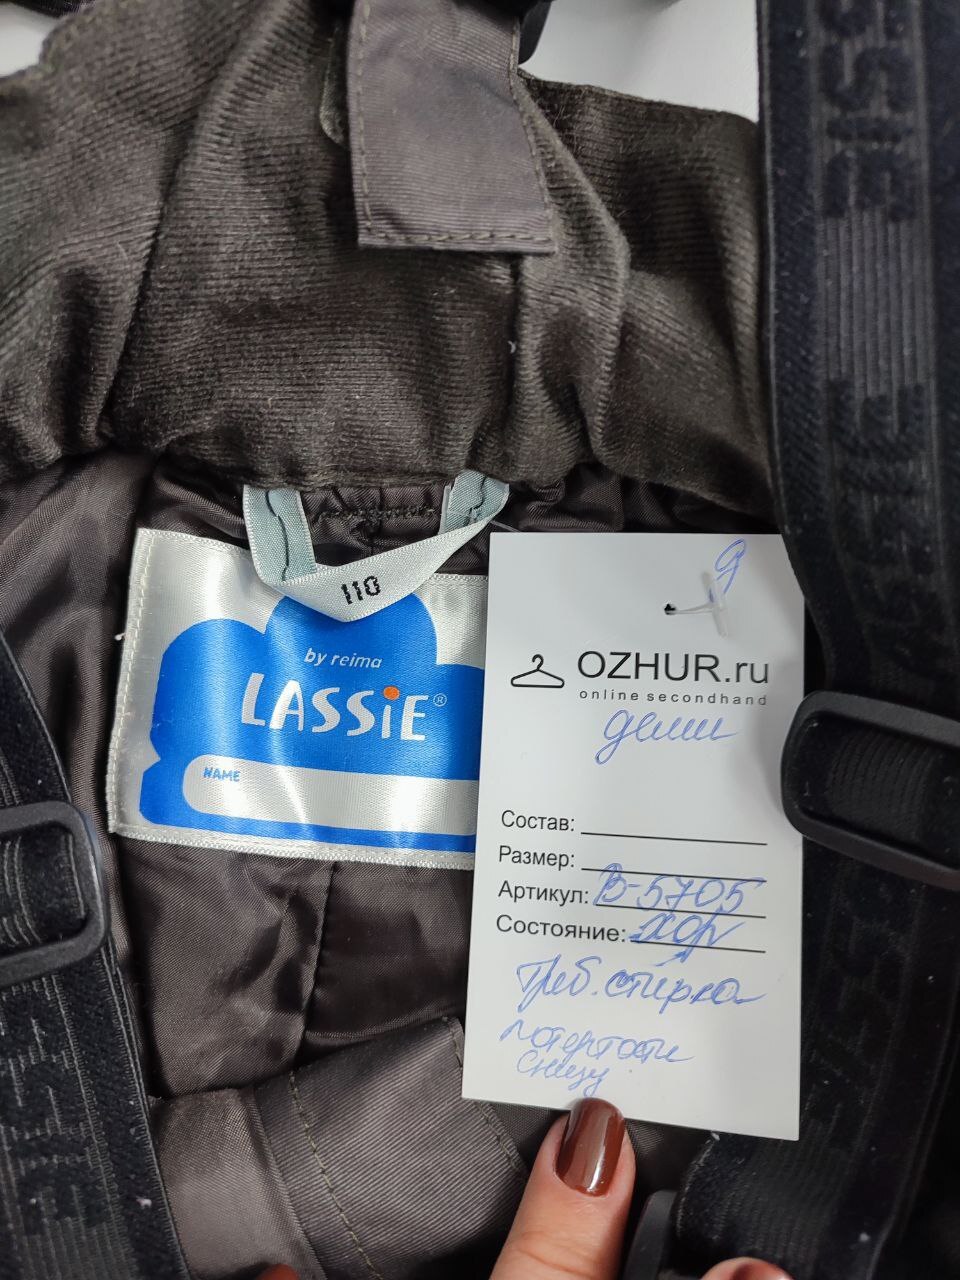 110
by reima
LASSiE®
NAME
OZHUR.ru
online secondhand
деми
Состав:
Размер:
Артикул: В-5705
Состояние: хор
Треб. стирка
потертости
снизу